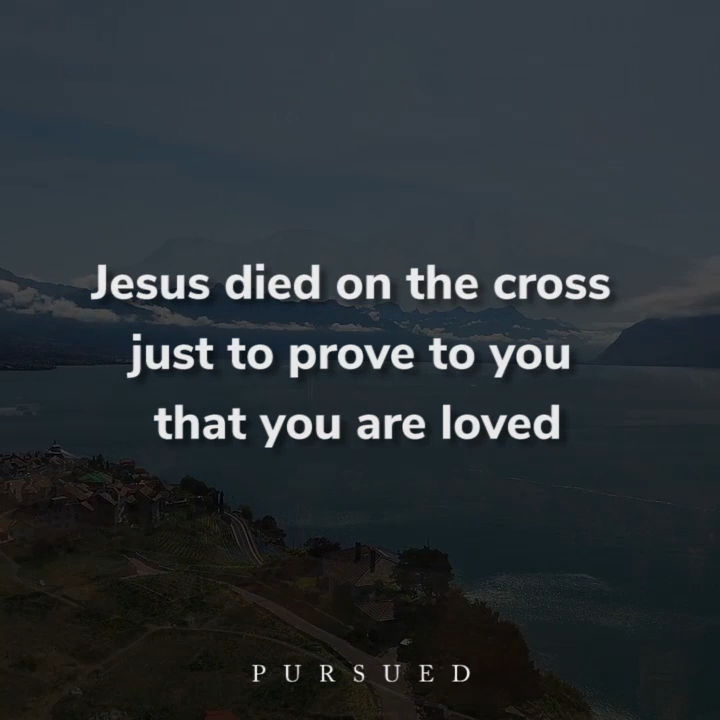 Jesus died on the cross
just to prove to you
that you are loved
PURSUED